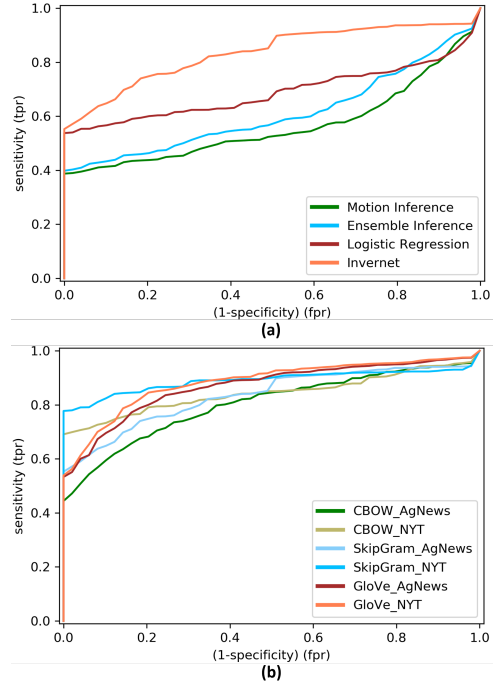 1.0
0.8
0.6
0.4
0.2
0.0
sensitivity (tpr)
Motion Inference
Ensemble Inference
Logistic Regression
Invernet
0.0 0.2 0.4 0.6 0.8 1.0
(1-specificity) (fpr)
(a)
1.0
0.8
0.6
0.4
0.2
0.0
sensitivity (tpr)
CBOW_AgNews
CBOW_NYT
SkipGram_AgNews
SkipGram_NYT
GloVe_AgNews
GloVe_NYT
0.0 0.2 0.4 0.6 0.8 1.0
(1-specificity) (fpr)
(b)